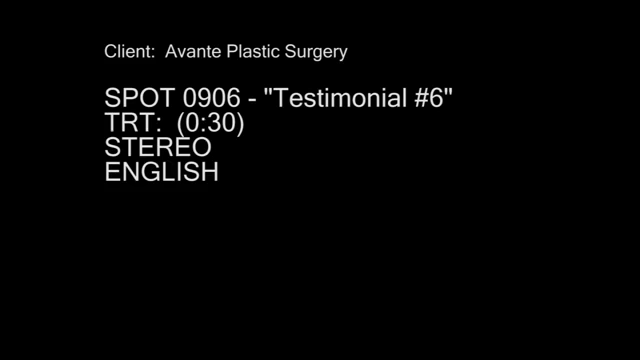 Client:  Avante Plastic Surgery
SPOT 0906 - "Testimonial #6"
TRT:  (0:30)
STEREO
ENGLISH